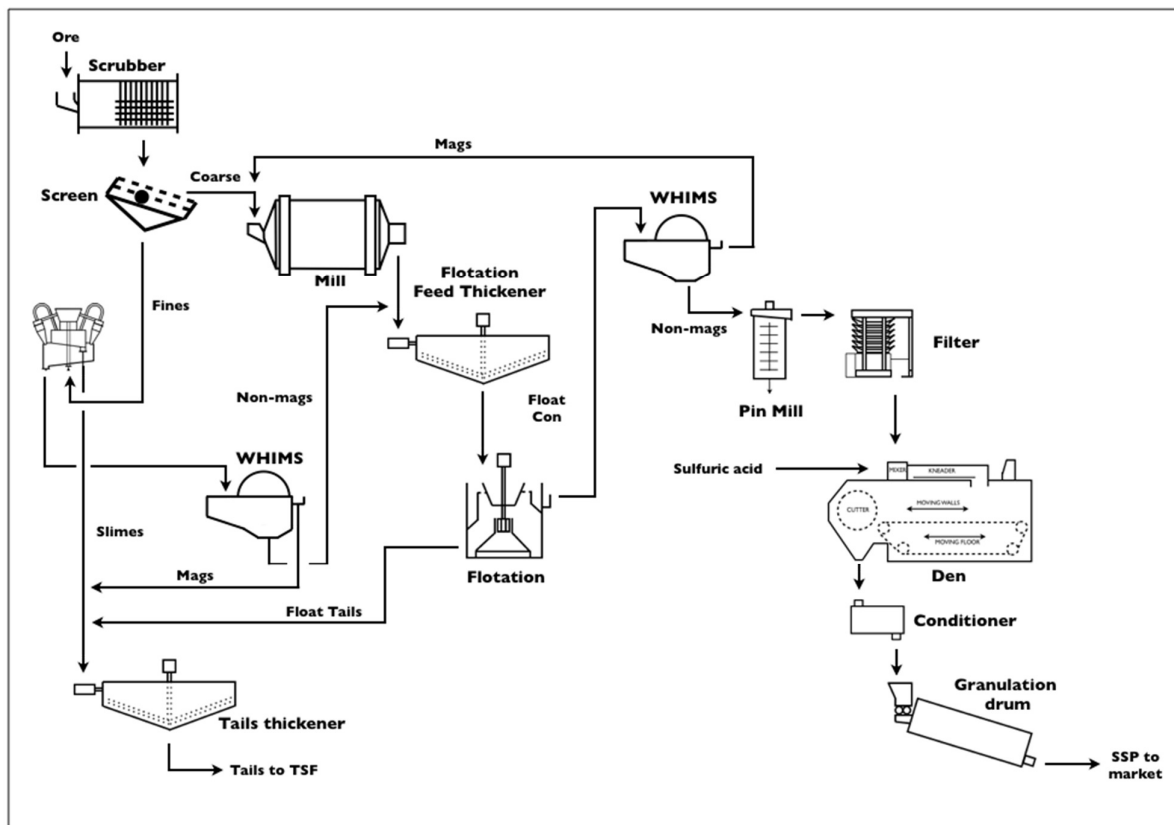 Ore
Scrubber
Mags
Coarse
Screen
WHIMS
Mill
Flotation
Feed Thickener
Fines
Non-mags
Filter
Non-mags
Float
Con
Pin Mill
WHIMS
Sulfuric acid
MIXER
KNEADER
CUTTER
MOVING WALLS
MOVING FLOOR
Slimes
Mags
Flotation
Den
Float Tails
Conditioner
Granulation
drum
Tails thickener
Tails to TSF
SSP to
market